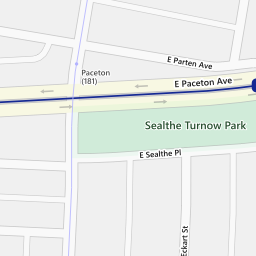 E Parten Ave
Paceton
(181)
E Paceton Ave
Sealthe Turnow Park
E Sealthe Pl
Eckart St